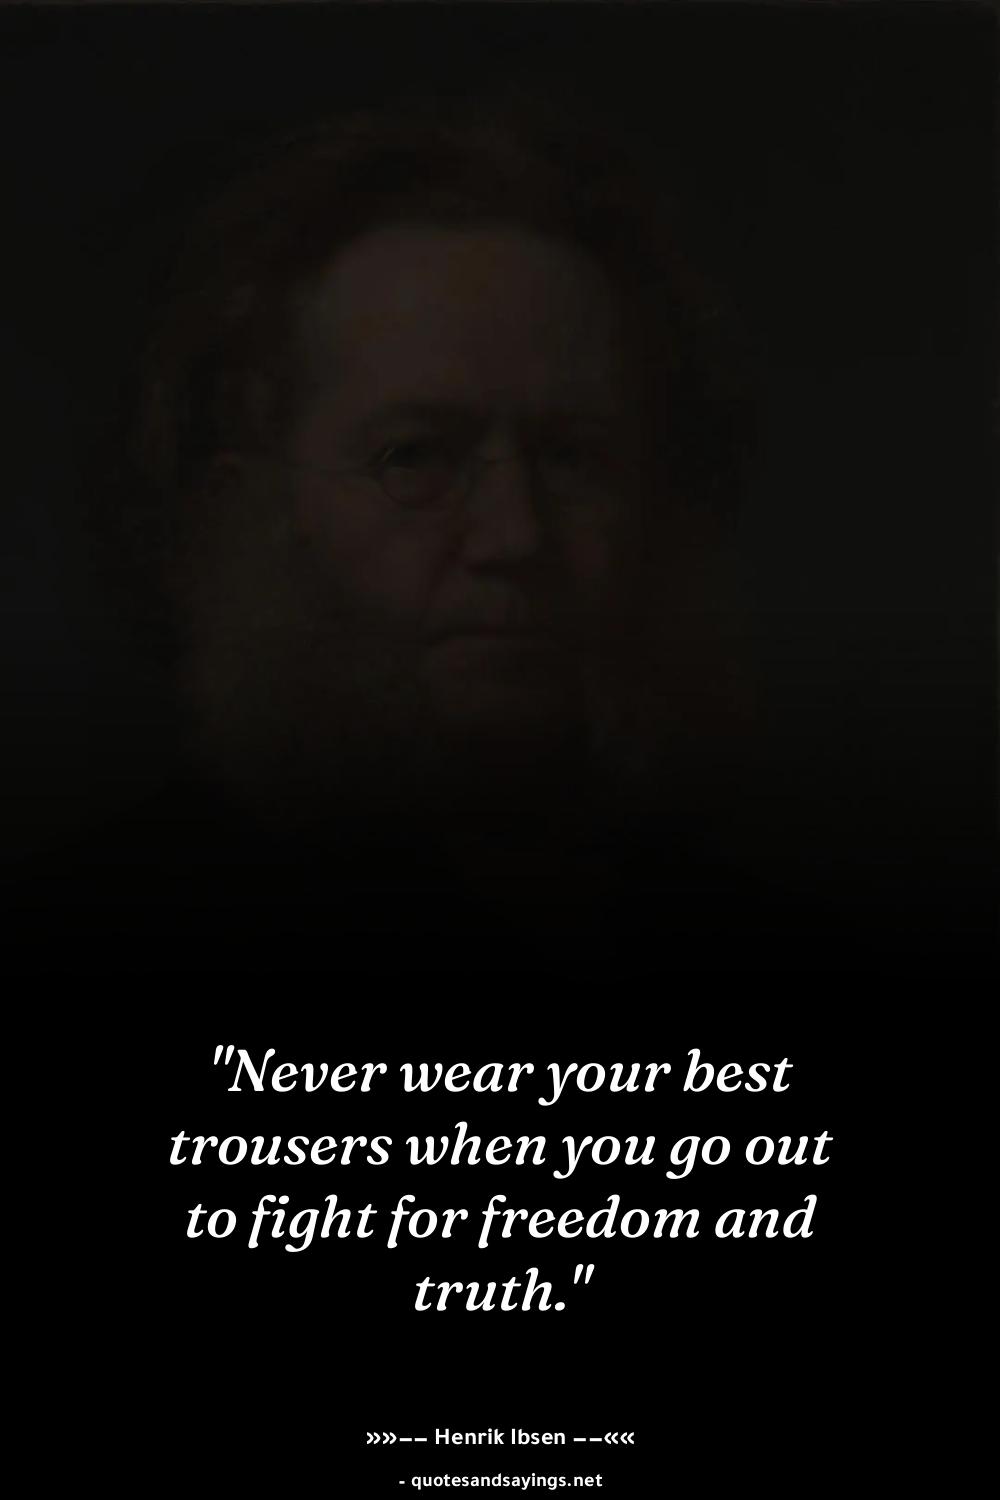 "Never wear your best
trousers when you go out
to fight for freedom and
truth."
»»−− Henrik Ibsen −−««
- quotesandsayings.net